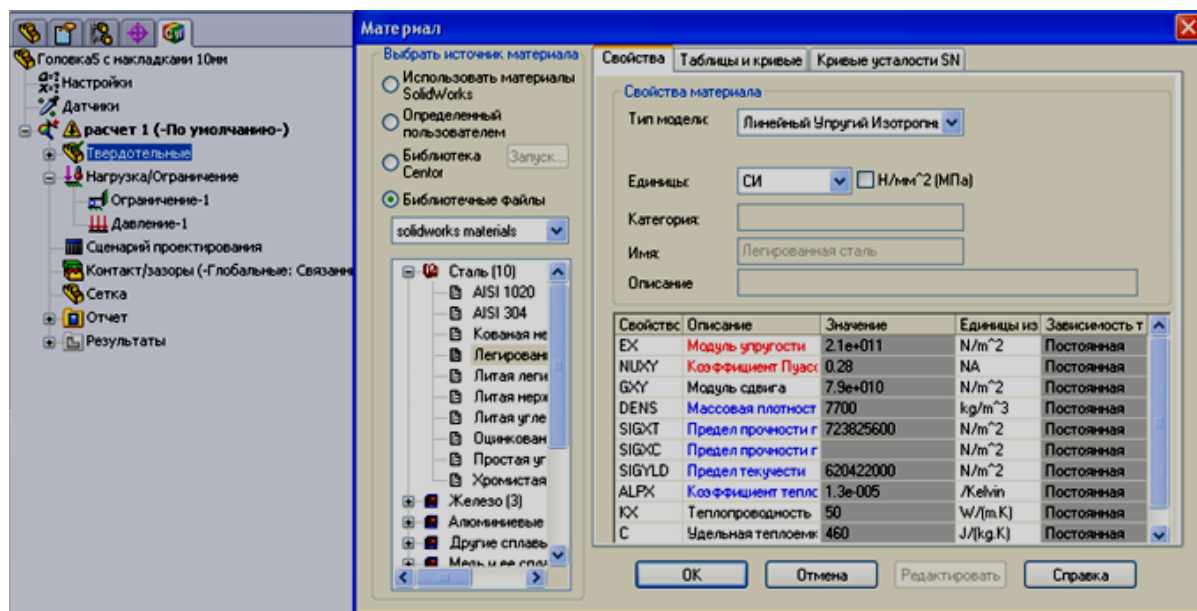 Головка5 с накладками 10мм
Настройки
Датчики
расчет 1 (-По умолчанию-)
Твердотельные
Нагрузка/Ограничение
Ограничение-1
Давление-1
Сценарий проектирования
Контакт/зазоры (-Глобальные: Связанн
Сетка
Отчет
Результаты
Материал
Выбрать источник материала
Использовать материалы
SolidWorks
Определенный
пользователем
Библиотека
Centor
Запуск...
Библиотечные файлы
solidworks materials
Сталь (10)
AISI 1020
AISI 304
Кованая не
Легирован
Литая леги
Литая нерж
Литая угле
Оцинкован
Простая уг
Хромистая
Железо (3)
Алюминиевые
Другие сплавы
Медь и ее спла
Свойства Таблицы и кривые Кривые усталости SN
Свойства материала
Тип модели: Линейный Упругий Изотропне
Единицы: СИ Н/мм^2 (МПа)
Категория:
Имя: Легированная сталь
Описание
Свойствс Описание Значение Единицы из Зависимость т
EX Модуль упругости 2.1e+011 N/m^2 Постоянная
NUXY Коэффициент Пуасс 0.28 NA Постоянная
GXY Модуль сдвига 7.9e+010 N/m^2 Постоянная
DENS Массовая плотност 7700 kg/m^3 Постоянная
SIGXT Предел прочности г 723825600 N/m^2 Постоянная
SIGXC Предел прочности г N/m^2 Постоянная
SIGYLD Предел текучести 620422000 N/m^2 Постоянная
ALPX Коэффициент теплс 1.3e-005 /Kelvin Постоянная
KX Теплопроводность 50 W/(m.K) Постоянная
C Удельная теплоемк 460 J/(kg.K) Постоянная
OK Отмена Редактировать Справка